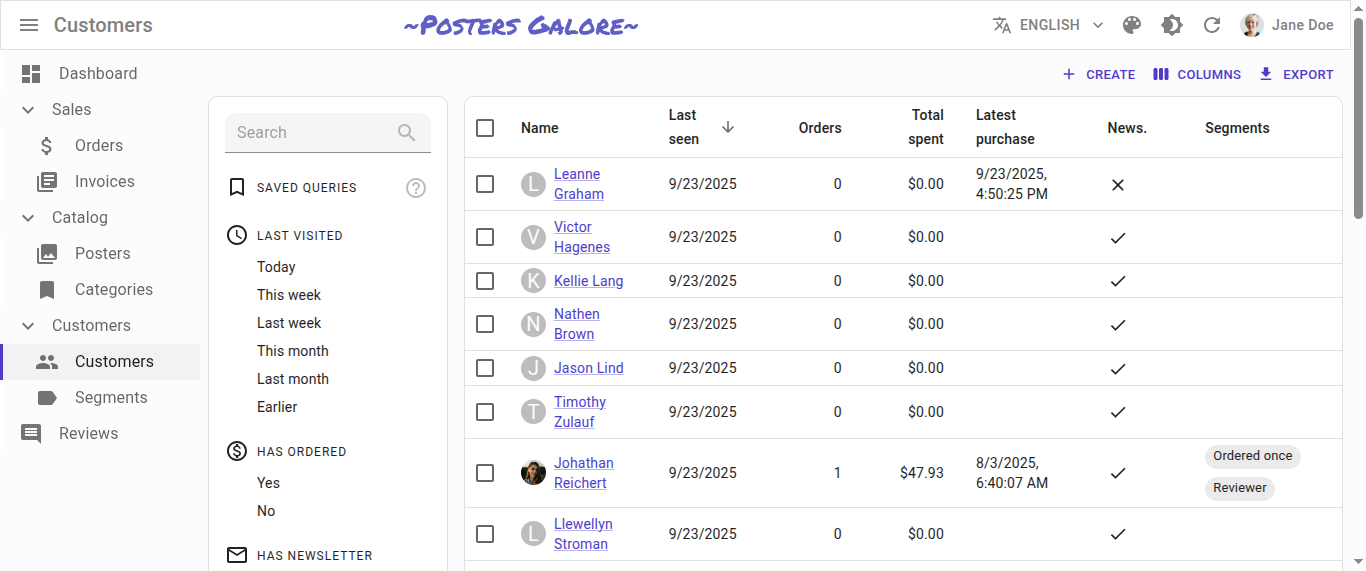 Customers
~Posters Galore~
ENGLISH
Jane Doe
Dashboard
Sales
Orders
Invoices
Catalog
Posters
Categories
Customers
Customers
Segments
Reviews
CREATE
COLUMNS
EXPORT
Search
SAVED QUERIES
?
LAST VISITED
Today
This week
Last week
This month
Last month
Earlier
HAS ORDERED
Yes
No
HAS NEWSLETTER
Name
Last
seen
Orders
Total
spent
Latest
purchase
News.
Segments
L
Leanne
Graham
9/23/2025
0
$0.00
9/23/2025,
4:50:25 PM
V
Victor
Hagenes
9/23/2025
0
$0.00
K
Kellie Lang
9/23/2025
0
$0.00
N
Nathen
Brown
9/23/2025
0
$0.00
J
Jason Lind
9/23/2025
0
$0.00
T
Timothy
Zulauf
9/23/2025
0
$0.00
Johathan
Reichert
9/23/2025
1
$47.93
8/3/2025,
6:40:07 AM
Ordered once
Reviewer
L
Llewellyn
Stroman
9/23/2025
0
$0.00